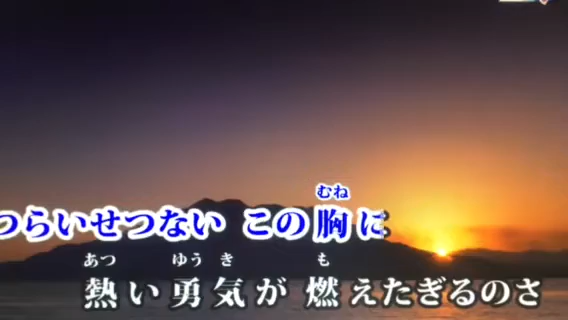 むね
つらいせつない この胸に
あつ ゆう き も
熱い勇気が 燃えたぎるのさ